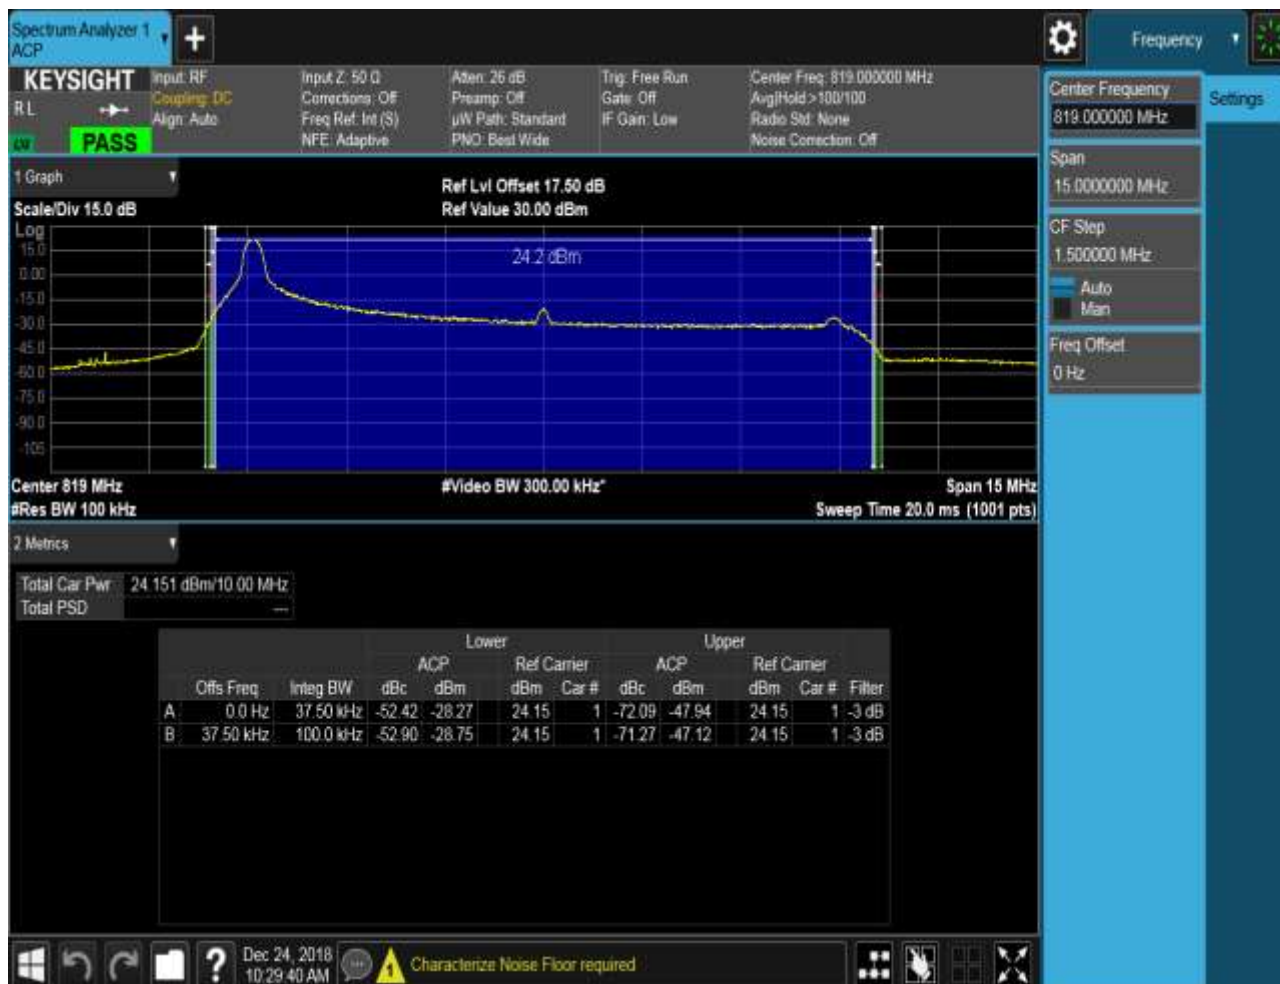 Spectrum Analyzer 1
ACP
+
Frequency
KEYSIGHT
R L
PASS
Input: RF
Coupling: DC
Align: Auto
Input Z: 50 Ω
Corrections: Off
Freq Ref: Int (S)
NFE: Adaptive
Atten: 26 dB
Preamp: Off
µW Path: Standard
PNO: Best Wide
Trig: Free Run
Gate: Off
IF Gain: Low
Center Freq: 819.000000 MHz
Avg|Hold:>100/100
Radio Std: None
Noise Correction: Off
Center Frequency
819.000000 MHz
Settings
Span
15.0000000 MHz
CF Step
1.500000 MHz
Auto
Man
Freq Offset
0 Hz
1 Graph
Ref Lvl Offset 17.50 dB
Scale/Div 15.0 dB
Ref Value 30.00 dBm
Log
15.0
0.00
-15.0
-30.0
-45.0
-60.0
-75.0
-90.0
-105
24.2 dBm
Center 819 MHz
#Video BW 300.00 kHz*
Span 15 MHz
#Res BW 100 kHz
Sweep Time 20.0 ms (1001 pts)
2 Metrics
Total Car Pwr 24.151 dBm/10.00 MHz
Total PSD ---
Lower Upper
ACP Ref Carrier ACP Ref Carrier
Offs Freq Integ BW dBc dBm dBm Car # dBc dBm dBm Car # Filter
A 0.0 Hz 37.50 kHz -52.42 -28.27 24.15 1 -72.09 -47.94 24.15 1 -3 dB
B 37.50 kHz 100.0 kHz -52.90 -28.75 24.15 1 -71.27 -47.12 24.15 1 -3 dB
?
Dec 24, 2018
10:29:40 AM
1
Characterize Noise Floor required